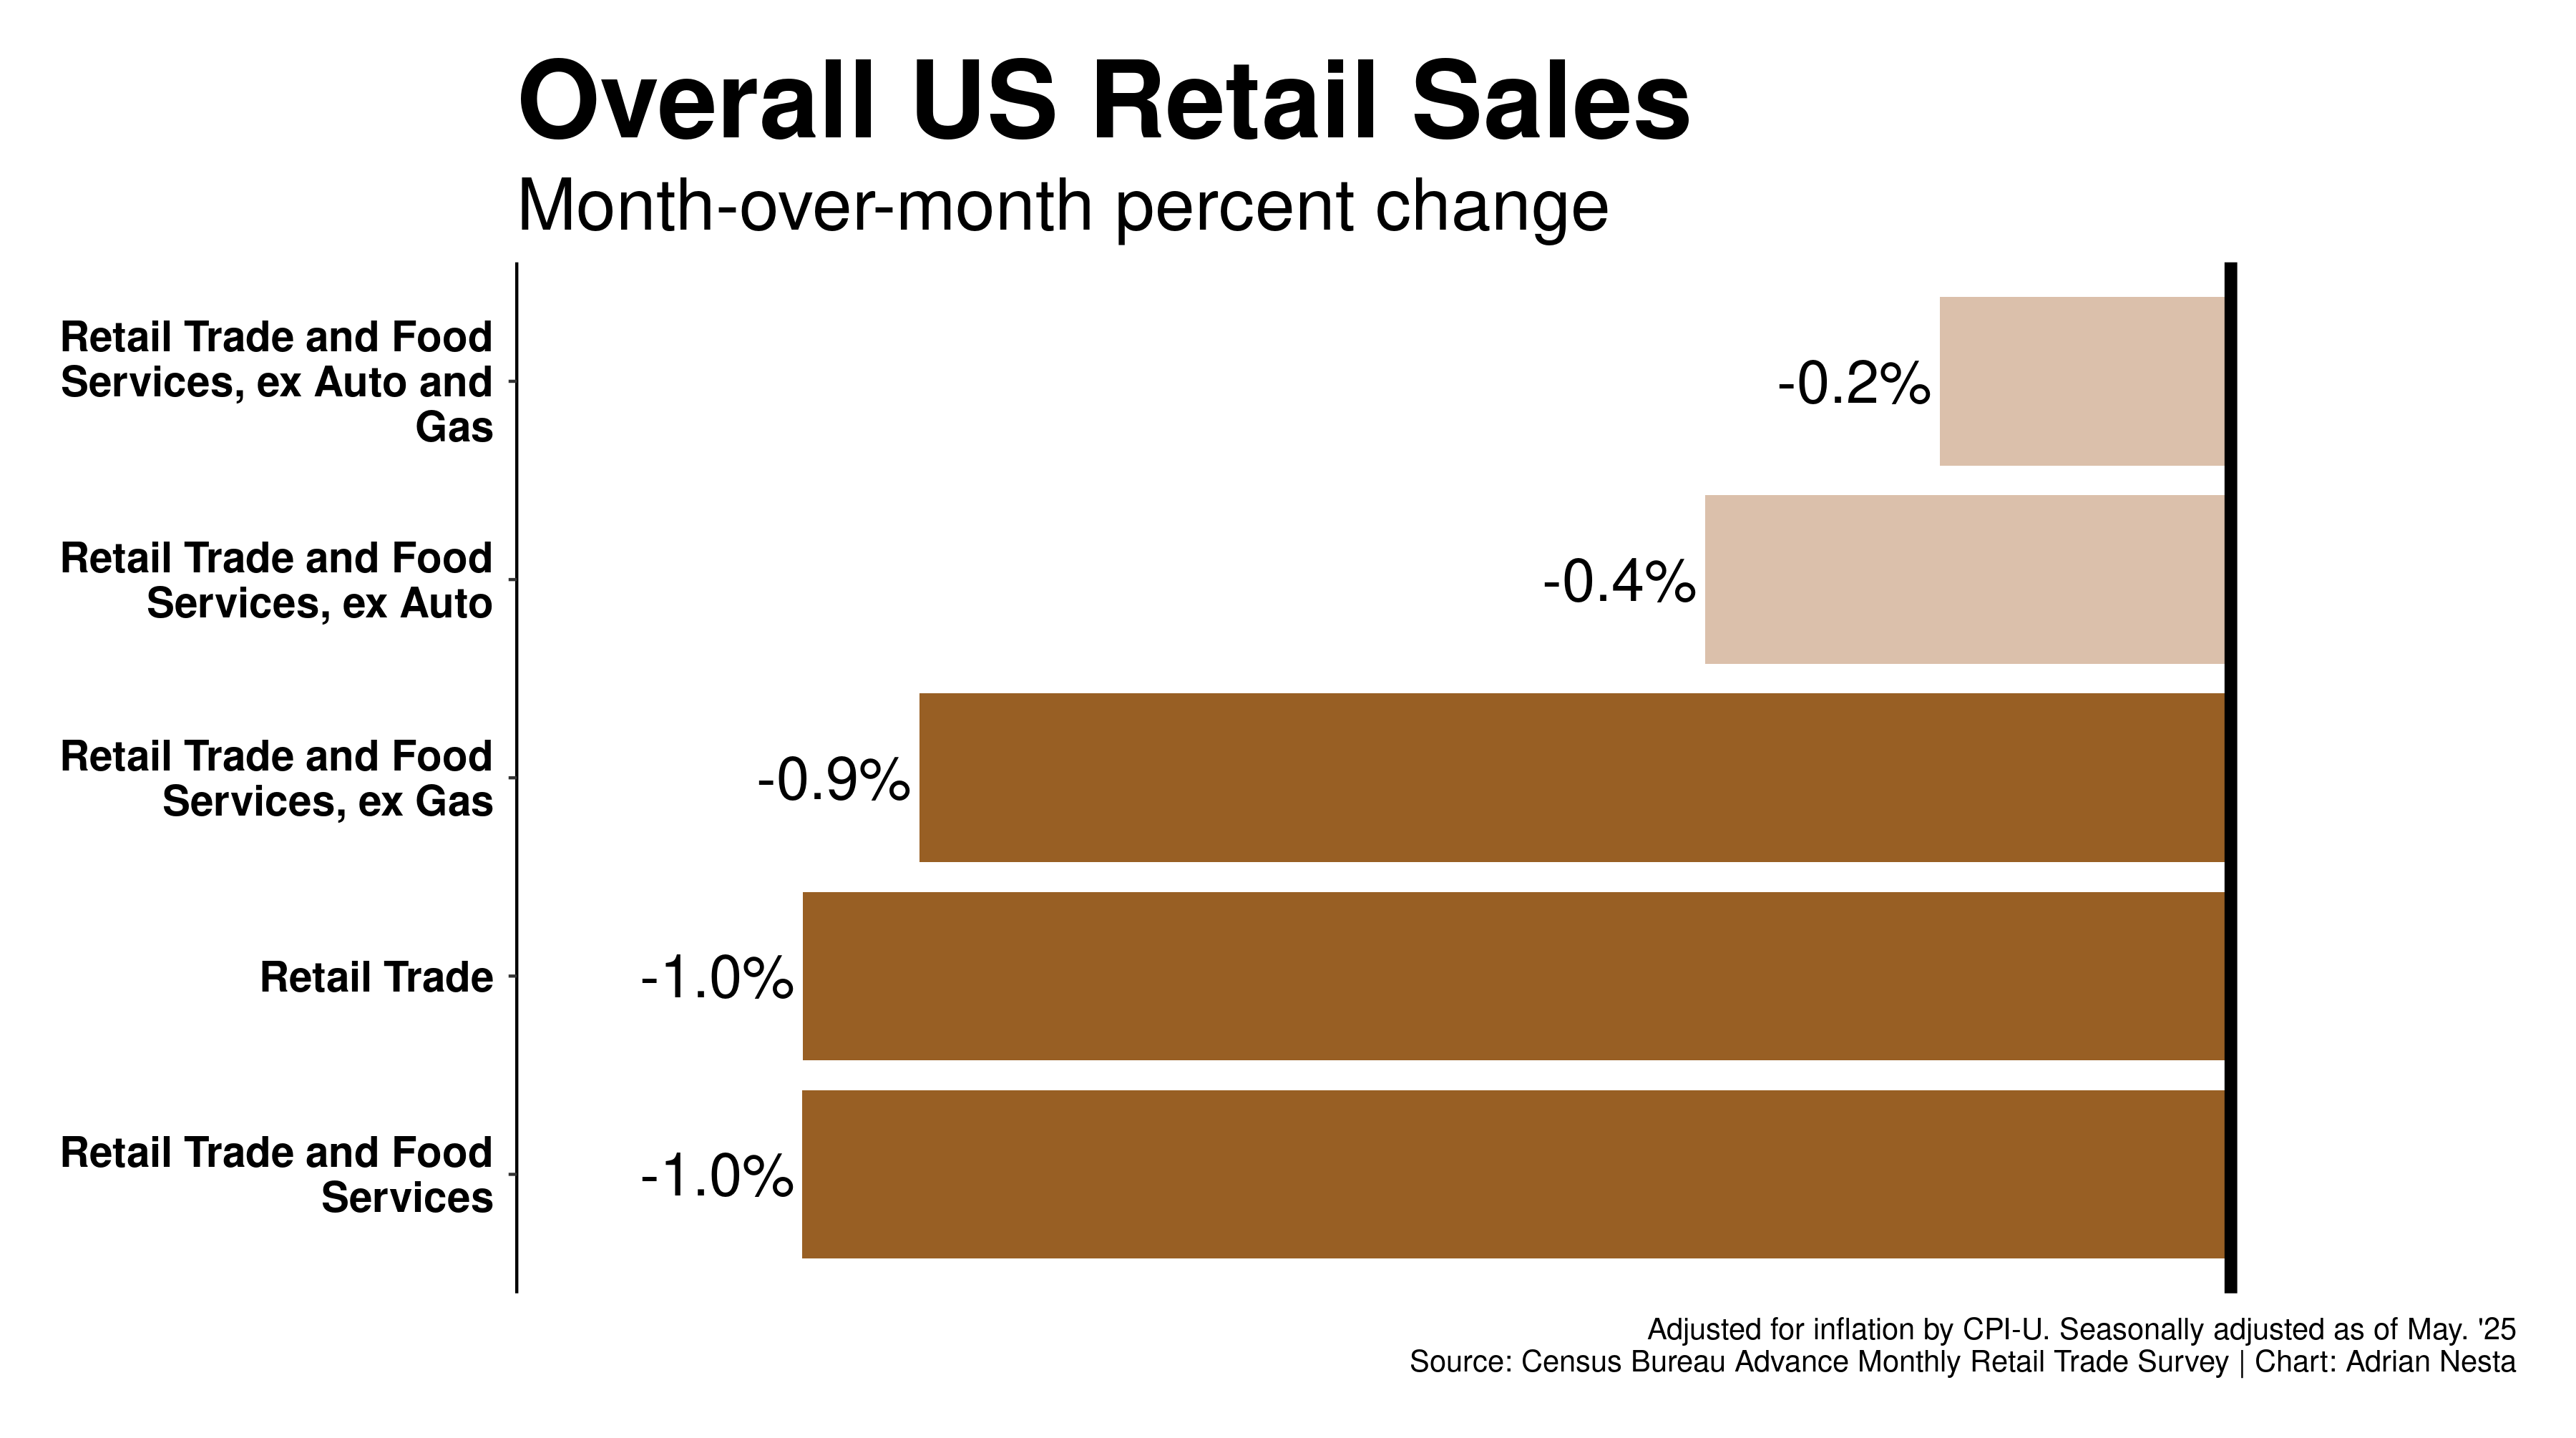 Overall US Retail Sales
Month-over-month percent change
Retail Trade and Food
Services, ex Auto and
Gas
-0.2%
Retail Trade and Food
Services, ex Auto
-0.4%
Retail Trade and Food
Services, ex Gas
-0.9%
Retail Trade
-1.0%
Retail Trade and Food
Services
-1.0%
Adjusted for inflation by CPI-U. Seasonally adjusted as of May. '25
Source: Census Bureau Advance Monthly Retail Trade Survey | Chart: Adrian Nesta